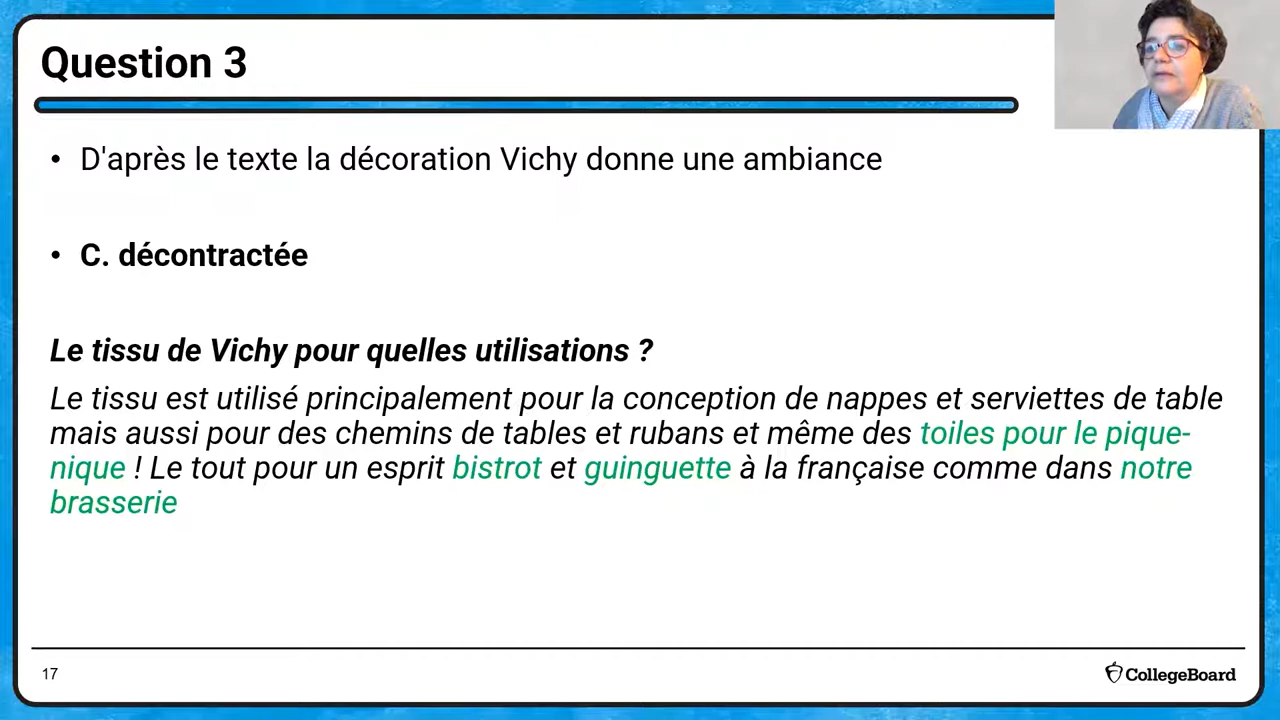 Question 3
• D'après le texte la décoration Vichy donne une ambiance
• C. décontractée
Le tissu de Vichy pour quelles utilisations ?
Le tissu est utilisé principalement pour la conception de nappes et serviettes de table
mais aussi pour des chemins de tables et rubans et même des toiles pour le pique-
nique ! Le tout pour un esprit bistrot et guinguette à la française comme dans notre
brasserie
17
CollegeBoard